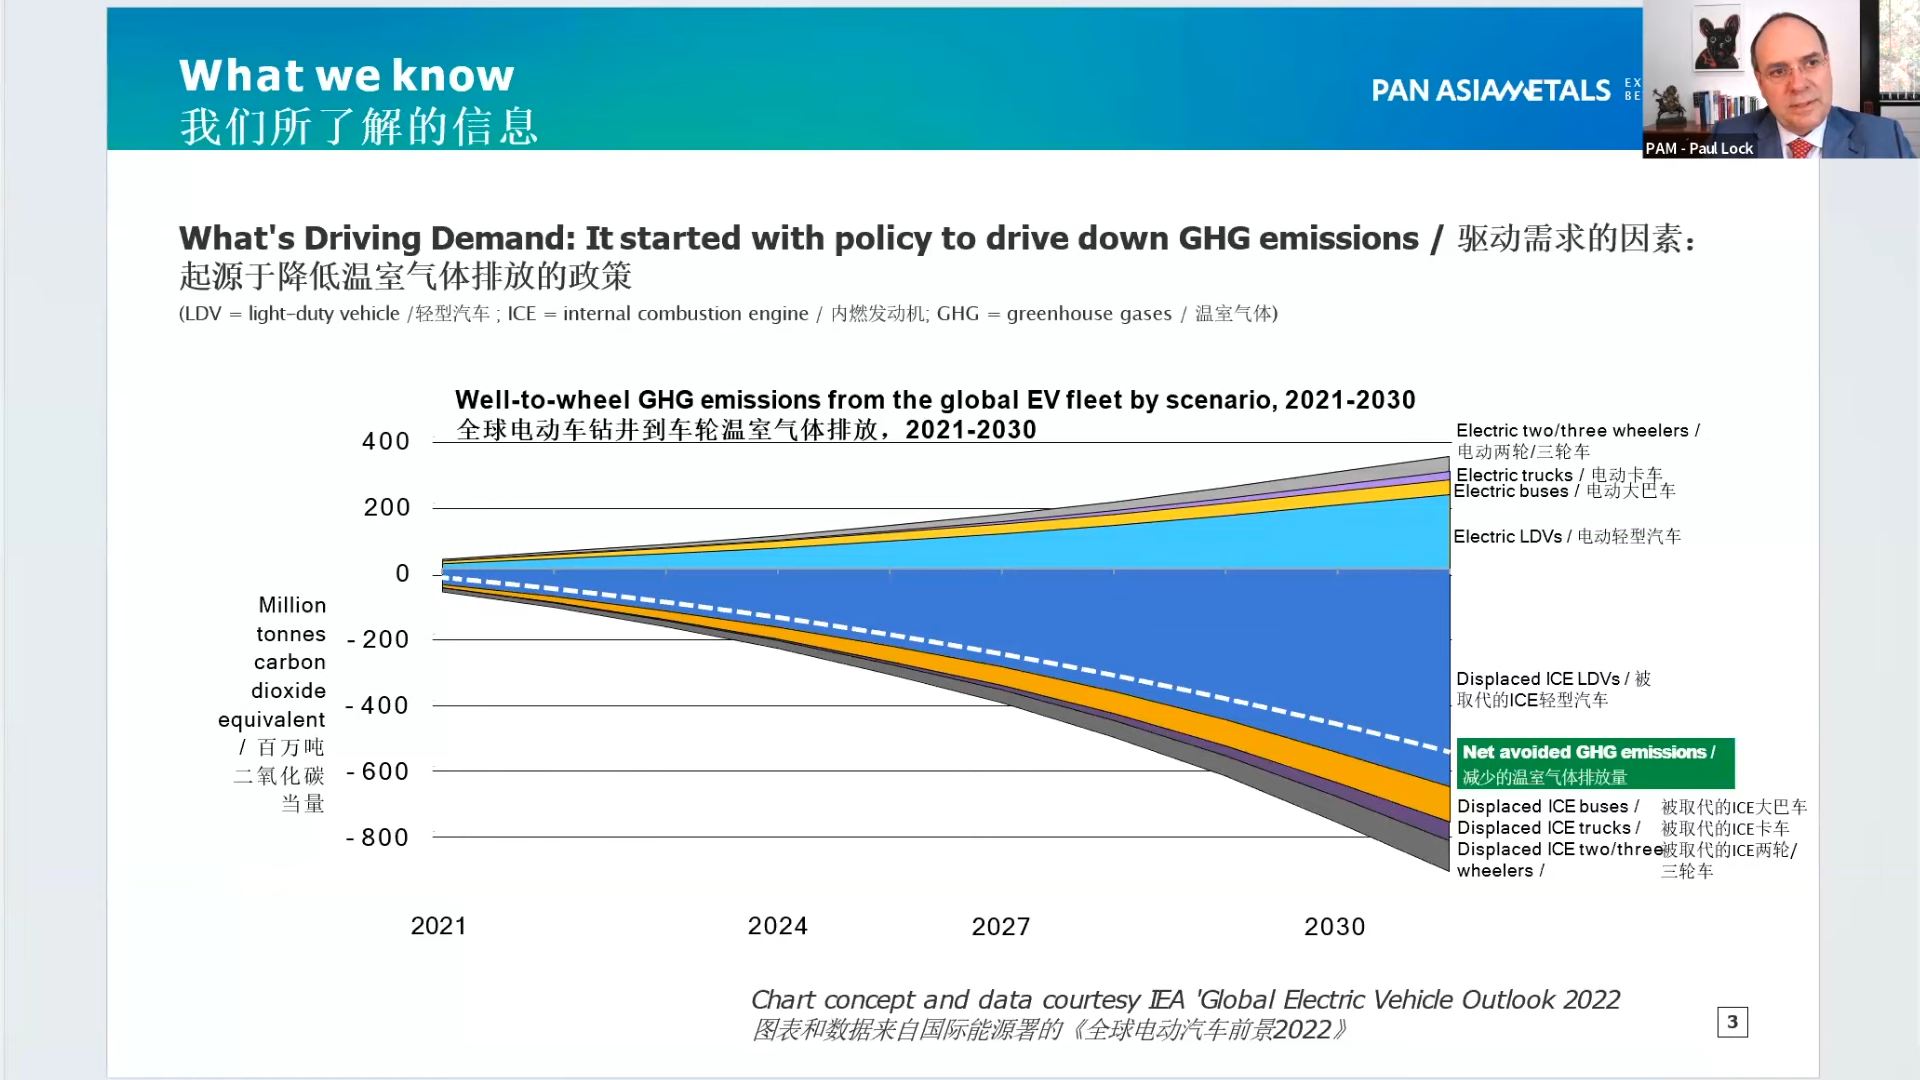 What we know
我们所了解的信息
PAN ASIA METALS
EX
BE
PAM - Paul Lock
What's Driving Demand: It started with policy to drive down GHG emissions / 驱动需求的因素：
起源于降低温室气体排放的政策
(LDV = light-duty vehicle /轻型汽车 ; ICE = internal combustion engine / 内燃发动机; GHG = greenhouse gases / 温室气体)
Well-to-wheel GHG emissions from the global EV fleet by scenario, 2021-2030
全球电动车钻井到车轮温室气体排放，2021-2030
400
200
0
-200
-400
-600
-800
Million
tonnes
carbon
dioxide
equivalent
/ 百万吨
二氧化碳
当量
Electric two/three wheelers /
电动两轮/三轮车
Electric trucks / 电动卡车
Electric buses / 电动大巴车
Electric LDVs / 电动轻型汽车
Displaced ICE LDVs / 被
取代的ICE轻型汽车
Net avoided GHG emissions /
减少的温室气体排放量
Displaced ICE buses / 被取代的ICE大巴车
Displaced ICE trucks / 被取代的ICE卡车
Displaced ICE two/three 被取代的ICE两轮/
wheelers / 三轮车
2021 2024 2027 2030
Chart concept and data courtesy IEA 'Global Electric Vehicle Outlook 2022
图表和数据来自国际能源署的《全球电动汽车前景2022》
3